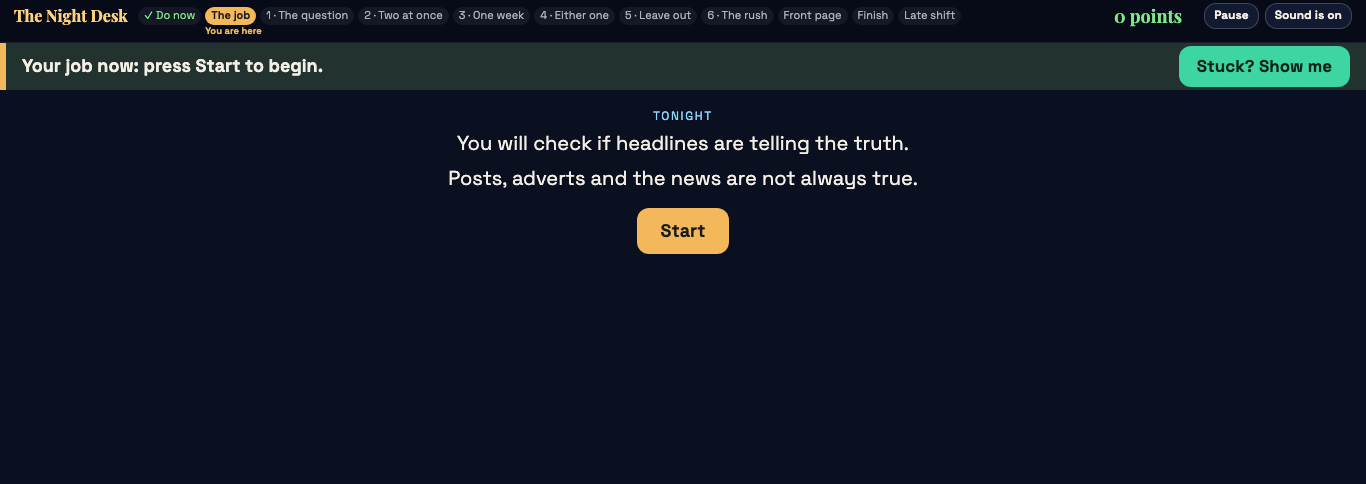 The Night Desk ✓ Do now The job 1 · The question 2 · Two at once 3 · One week 4 · Either one 5 · Leave out 6 · The rush Front page Finish Late shift 0 points Pause Sound is on
You are here
Your job now: press Start to begin. Stuck? Show me
TONIGHT
You will check if headlines are telling the truth.
Posts, adverts and the news are not always true.
Start